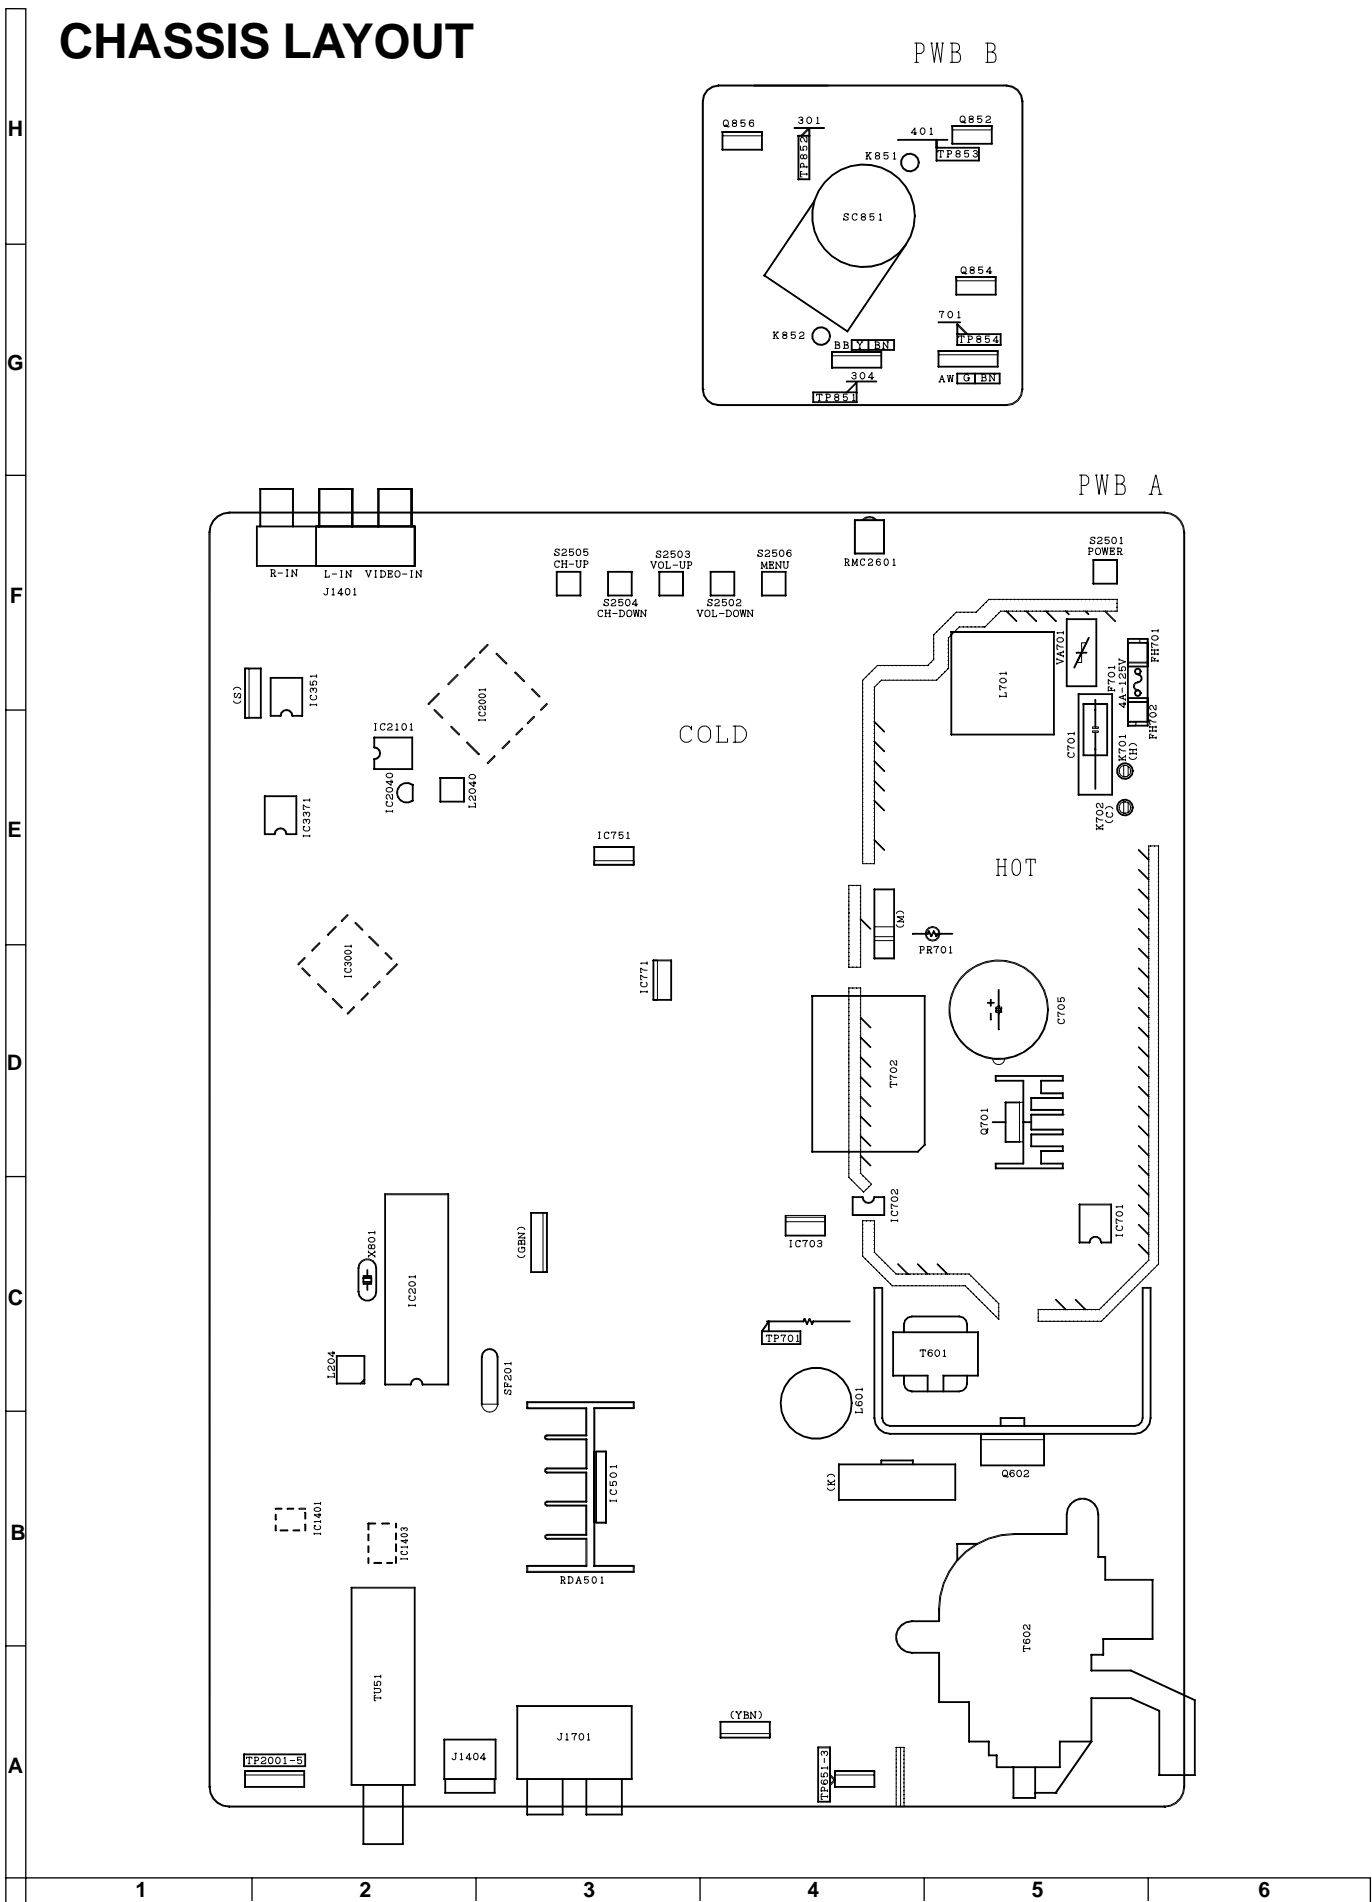 CHASSIS LAYOUT
PWB B
H
Q856
301
TP852
401
Q852
TP853
K851
SC851
Q854
701
TP854
K852
G
BB Y BN
304
TP851
AW G BN
PWB A
S2505
CH-UP
S2503
VOL-UP
S2506
MENU
RMC2601
S2501
POWER
R-IN
L-IN
VIDEO-IN
J1401
F
S2504
CH-DOWN
S2502
VOL-DOWN
VA701
FH701
F701
4A-125V
FH702
L701
(S)
IC351
IC2001
IC2101
COLD
C701
K701
(H)
IC2040
L2040
K702
(C)
IC3371
E
IC751
HOT
(M)
PR701
IC3001
IC771
- +
C705
D
T702
Q701
IC702
IC701
(GBN)
IC703
X801
IC201
C
TP701
T601
L204
SF201
L601
Q602
(K)
IC501
IC1401
IC1403
B
RDA501
T602
TU51
(YBN)
J1701
J1404
TP2001-5
TP651-3
A
1
2
3
4
5
6